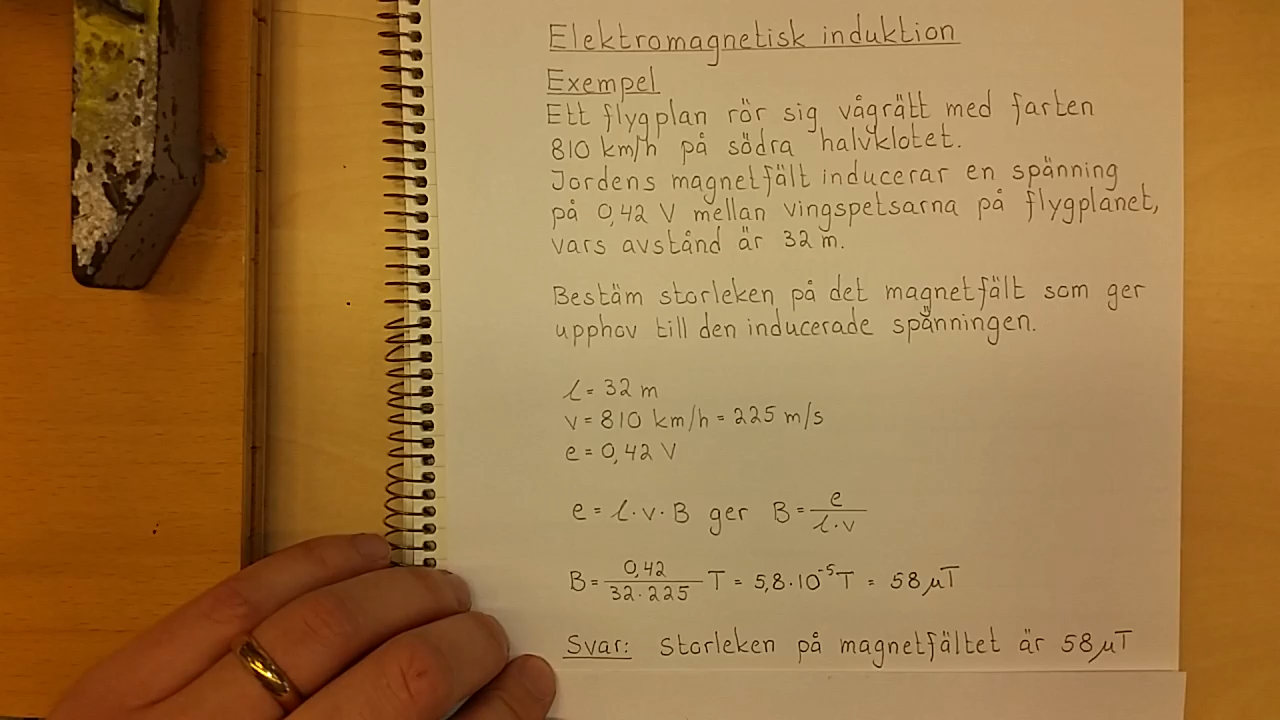 Elektromagnetisk induktion
Exempel
Ett flygplan rör sig vågrätt med farten
810 km/h på södra halvklotet.
Jordens magnetfält inducerar en spänning
på 0,42 V mellan vingspetsarna på flygplanet,
vars avstånd är 32 m.
Bestäm storleken på det magnetfält som ger
upphov till den inducerade spänningen.
l = 32 m
v = 810 km/h = 225 m/s
e = 0,42 V
e = l·v·B ger B = e/(l·v)
B = 0,42/(32·225) T = 5,8·10⁻⁵ T = 58 µT
Svar: Storleken på magnetfältet är 58 µT